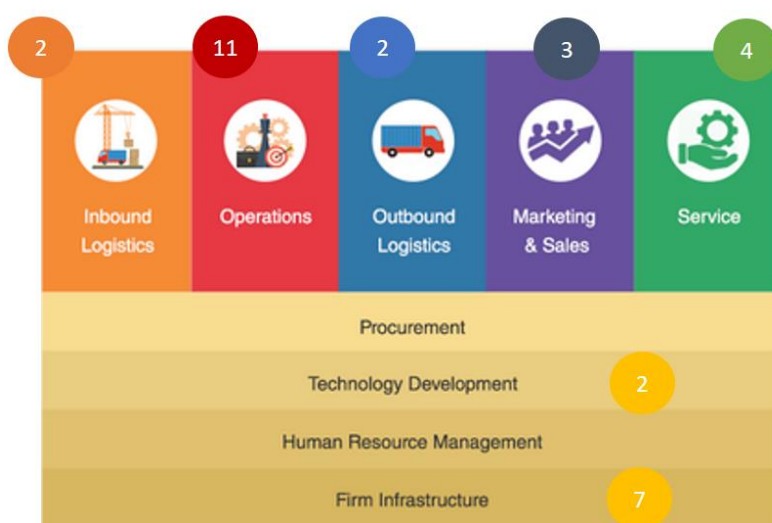 2
11
2
3
4
Inbound
Logistics
Operations
Outbound
Logistics
Marketing
& Sales
Service
Procurement
Technology Development
2
Human Resource Management
Firm Infrastructure
7